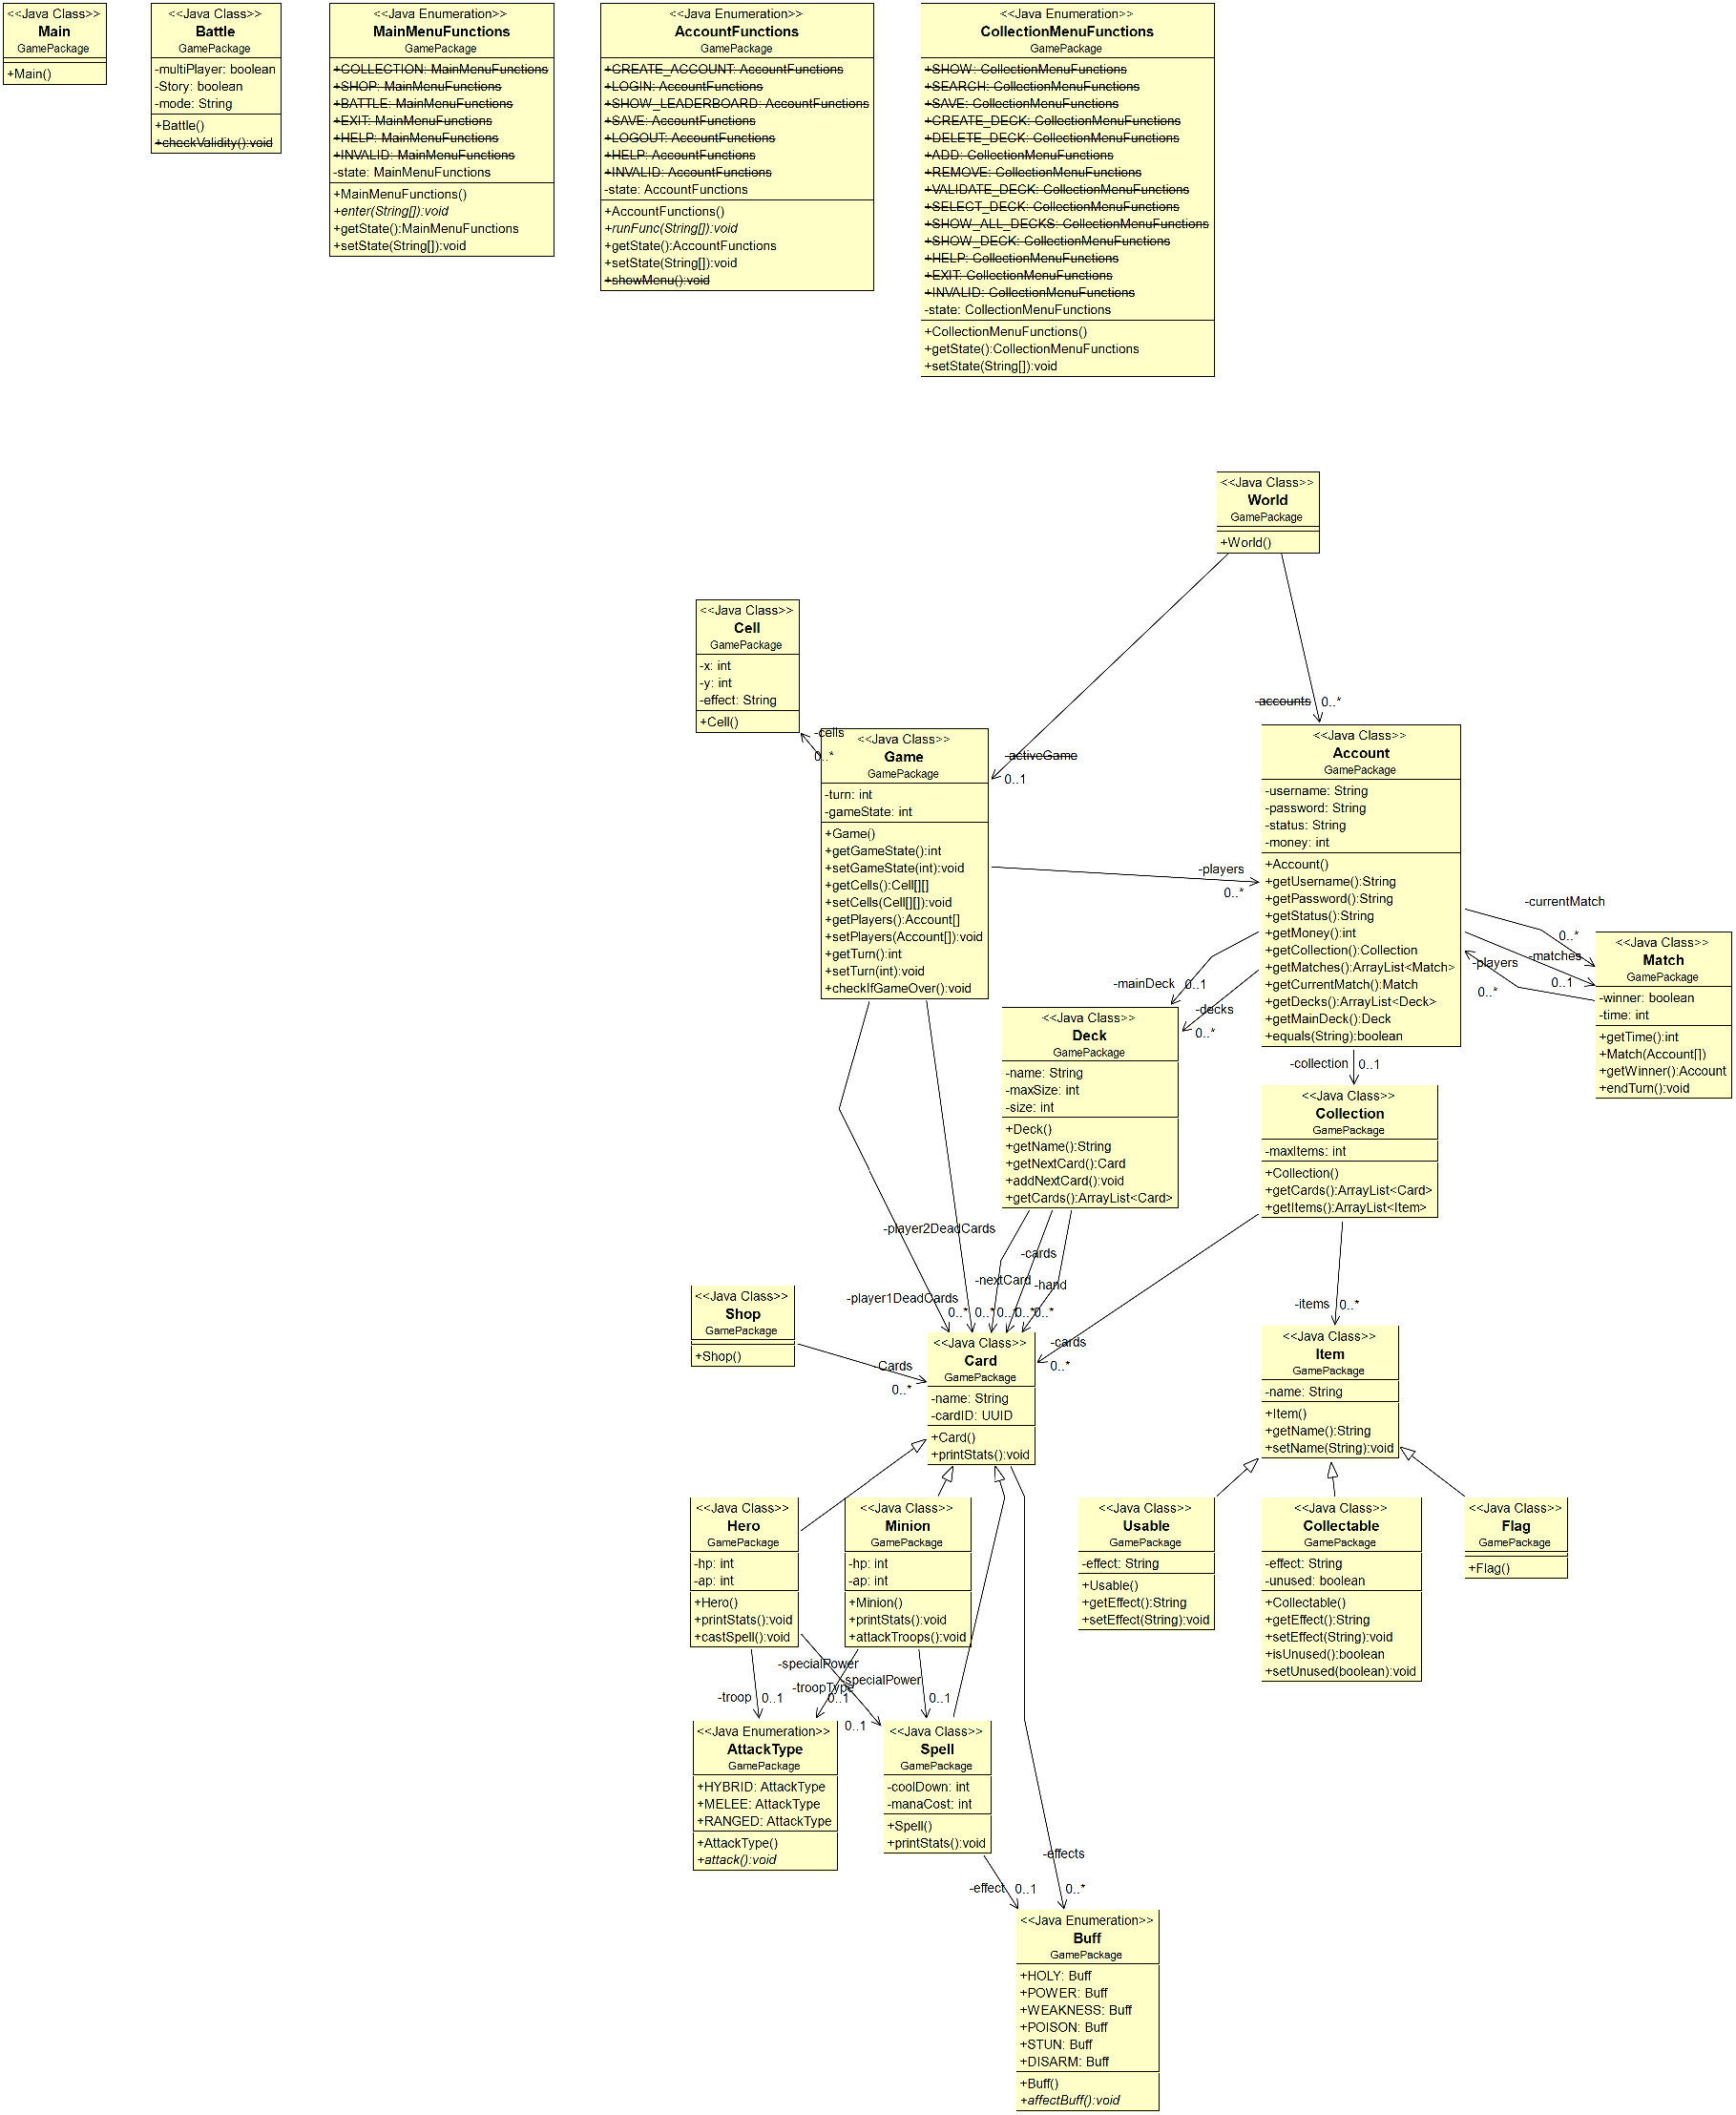 <<Java Class>>
Main
GamePackage
+Main()
<<Java Class>>
Battle
GamePackage
-multiPlayer: boolean
-Story: boolean
-mode: String
+Battle()
+checkValidity():void
<<Java Enumeration>>
MainMenuFunctions
GamePackage
+COLLECTION: MainMenuFunctions
+SHOP: MainMenuFunctions
+BATTLE: MainMenuFunctions
+EXIT: MainMenuFunctions
+HELP: MainMenuFunctions
+INVALID: MainMenuFunctions
-state: MainMenuFunctions
+MainMenuFunctions()
+enter(String[]):void
+getState():MainMenuFunctions
+setState(String[]):void
<<Java Enumeration>>
AccountFunctions
GamePackage
+CREATE_ACCOUNT: AccountFunctions
+LOGIN: AccountFunctions
+SHOW_LEADERBOARD: AccountFunctions
+SAVE: AccountFunctions
+LOGOUT: AccountFunctions
+HELP: AccountFunctions
+INVALID: AccountFunctions
-state: AccountFunctions
+AccountFunctions()
+runFunc(String[]):void
+getState():AccountFunctions
+setState(String[]):void
+showMenu():void
<<Java Enumeration>>
CollectionMenuFunctions
GamePackage
+SHOW: CollectionMenuFunctions
+SEARCH: CollectionMenuFunctions
+SAVE: CollectionMenuFunctions
+CREATE_DECK: CollectionMenuFunctions
+DELETE_DECK: CollectionMenuFunctions
+ADD: CollectionMenuFunctions
+REMOVE: CollectionMenuFunctions
+VALIDATE_DECK: CollectionMenuFunctions
+SELECT_DECK: CollectionMenuFunctions
+SHOW_ALL_DECKS: CollectionMenuFunctions
+SHOW_DECK: CollectionMenuFunctions
+HELP: CollectionMenuFunctions
+EXIT: CollectionMenuFunctions
+INVALID: CollectionMenuFunctions
-state: CollectionMenuFunctions
+CollectionMenuFunctions()
+getState():CollectionMenuFunctions
+setState(String[]):void
<<Java Class>>
World
GamePackage
+World()
<<Java Class>>
Cell
GamePackage
-x: int
-y: int
-effect: String
+Cell()
-accounts 0..*
-cells
0..*
-activeGame
0..1
<<Java Class>>
Game
GamePackage
-turn: int
-gameState: int
+Game()
+getGameState():int
+setGameState(int):void
+getCells():Cell[][]
+setCells(Cell[][]):void
+getPlayers():Account[]
+setPlayers(Account[]):void
+getTurn():int
+setTurn(int):void
+checkIfGameOver():void
-players
0..*
<<Java Class>>
Account
GamePackage
-username: String
-password: String
-status: String
-money: int
+Account()
+getUsername():String
+getPassword():String
+getStatus():String
+getMoney():int
+getCollection():Collection
+getMatches():ArrayList<Match>
+getCurrentMatch():Match
+getDecks():ArrayList<Deck>
+getMainDeck():Deck
+equals(String):boolean
-currentMatch
0..*
-matches
0..1
-players
0..*
<<Java Class>>
Match
GamePackage
-winner: boolean
-time: int
+getTime():int
+Match(Account[])
+getWinner():Account
+endTurn():void
-mainDeck 0..1
-decks
0..*
<<Java Class>>
Deck
GamePackage
-name: String
-maxSize: int
-size: int
+Deck()
+getName():String
+getNextCard():Card
+addNextCard():void
+getCards():ArrayList<Card>
-collection 0..1
<<Java Class>>
Collection
GamePackage
-maxItems: int
+Collection()
+getCards():ArrayList<Card>
+getItems():ArrayList<Item>
-player2DeadCards
-cards
-nextCard
-hand
-player1DeadCards
0..* 0..* 0..* 0..* 0..*
-items 0..*
<<Java Class>>
Shop
GamePackage
+Shop()
-Cards
0..*
-cards
0..*
<<Java Class>>
Card
GamePackage
-name: String
-cardID: UUID
+Card()
+printStats():void
<<Java Class>>
Item
GamePackage
-name: String
+Item()
+getName():String
+setName(String):void
<<Java Class>>
Hero
GamePackage
-hp: int
-ap: int
+Hero()
+printStats():void
+castSpell():void
<<Java Class>>
Minion
GamePackage
-hp: int
-ap: int
+Minion()
+printStats():void
+attackTroops():void
<<Java Class>>
Usable
GamePackage
-effect: String
+Usable()
+getEffect():String
+setEffect(String):void
<<Java Class>>
Collectable
GamePackage
-effect: String
-unused: boolean
+Collectable()
+getEffect():String
+setEffect(String):void
+isUnused():boolean
+setUnused(boolean):void
<<Java Class>>
Flag
GamePackage
+Flag()
-specialPower
-specialPower
-troopType
-troop 0..1
0..1
0..1
0..1
<<Java Enumeration>>
AttackType
GamePackage
+HYBRID: AttackType
+MELEE: AttackType
+RANGED: AttackType
+AttackType()
+attack():void
<<Java Class>>
Spell
GamePackage
-coolDown: int
-manaCost: int
+Spell()
+printStats():void
-effects
0..*
-effect 0..1
<<Java Enumeration>>
Buff
GamePackage
+HOLY: Buff
+POWER: Buff
+WEAKNESS: Buff
+POISON: Buff
+STUN: Buff
+DISARM: Buff
+Buff()
+affectBuff():void